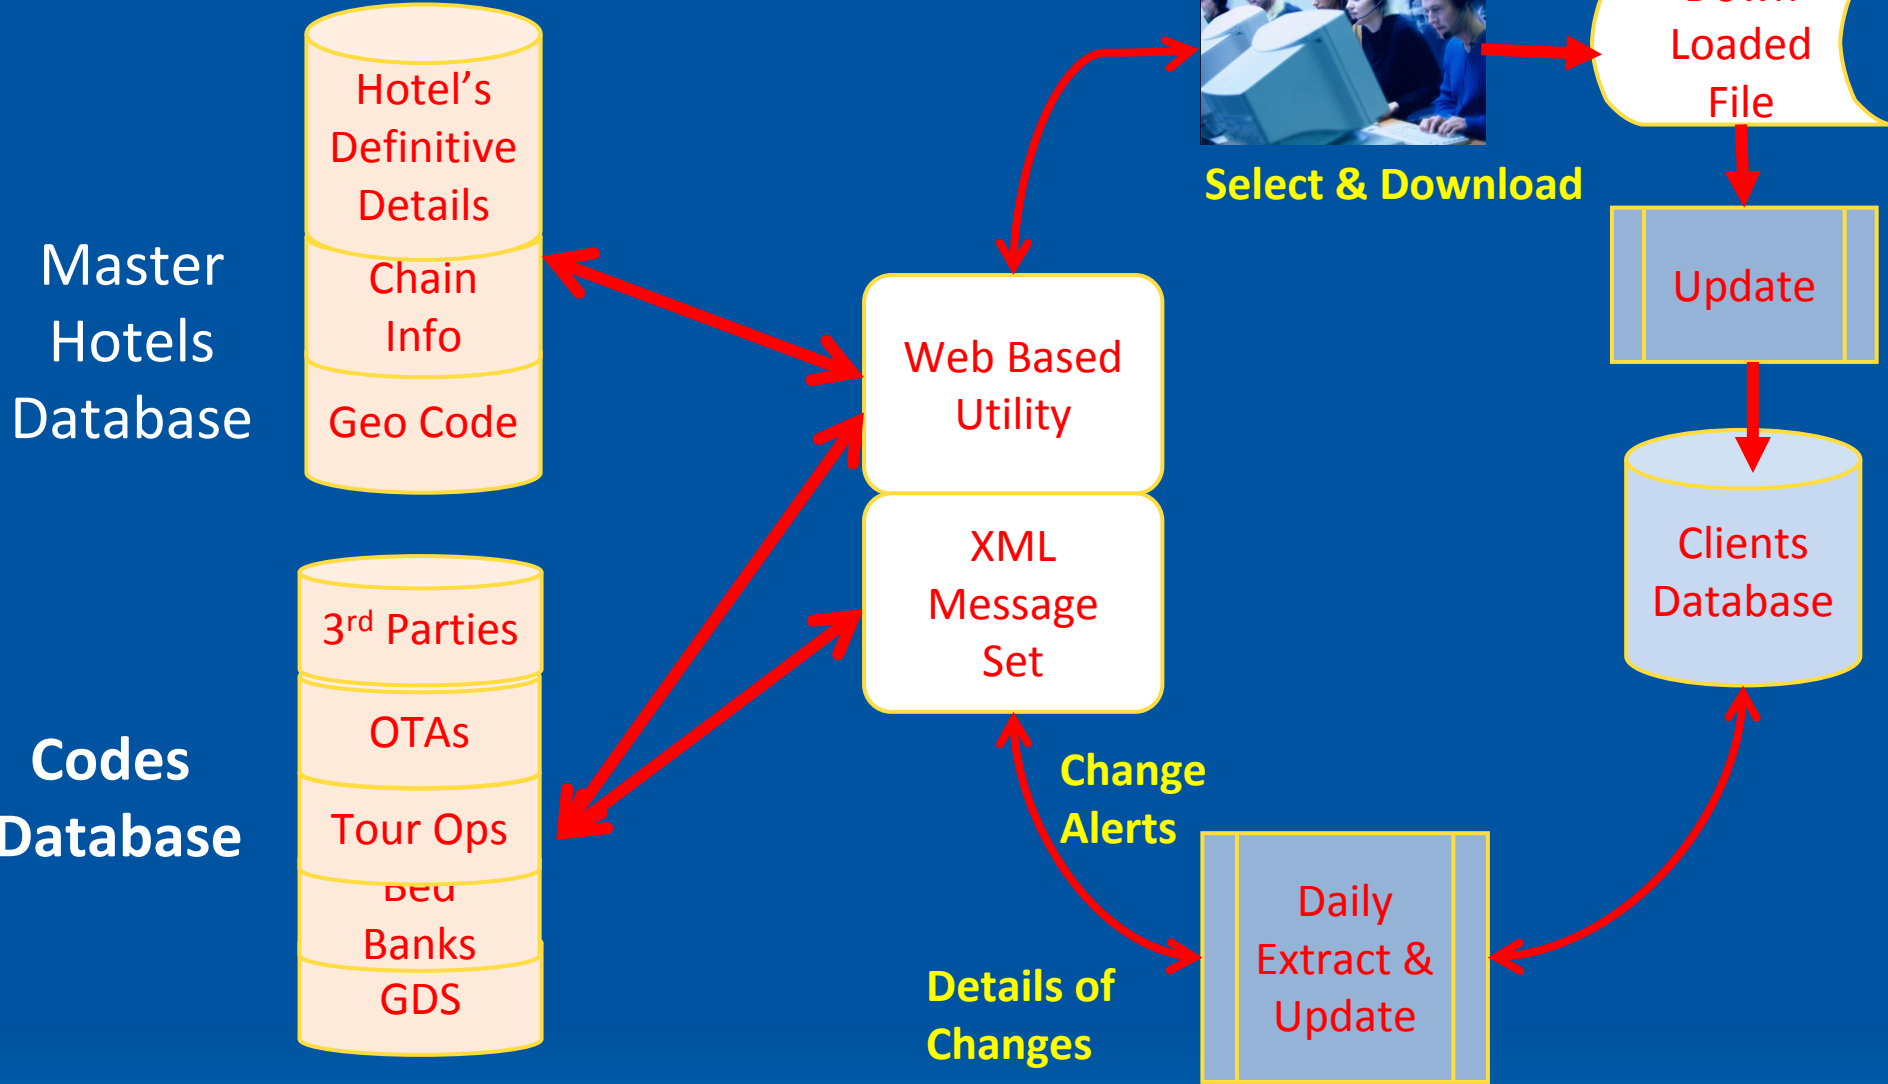 Hotel’s
Definitive
Details
Chain
Info
Geo Code
Master
Hotels
Database
3rd Parties
OTAs
Tour Ops
Bed
Banks
GDS
Codes
Database
Web Based
Utility
XML
Message
Set
Select & Download
Down
Loaded
File
Update
Clients
Database
Change
Alerts
Details of
Changes
Daily
Extract &
Update